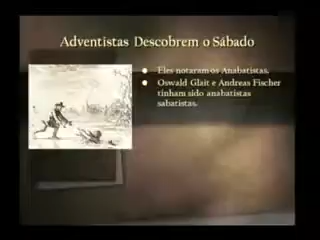 Adventistas Descobrem o Sábado
Eles notaram os Anabatistas.
Oswald Glait e Andreas Fischer
tinham sido anabatistas
sabatistas.